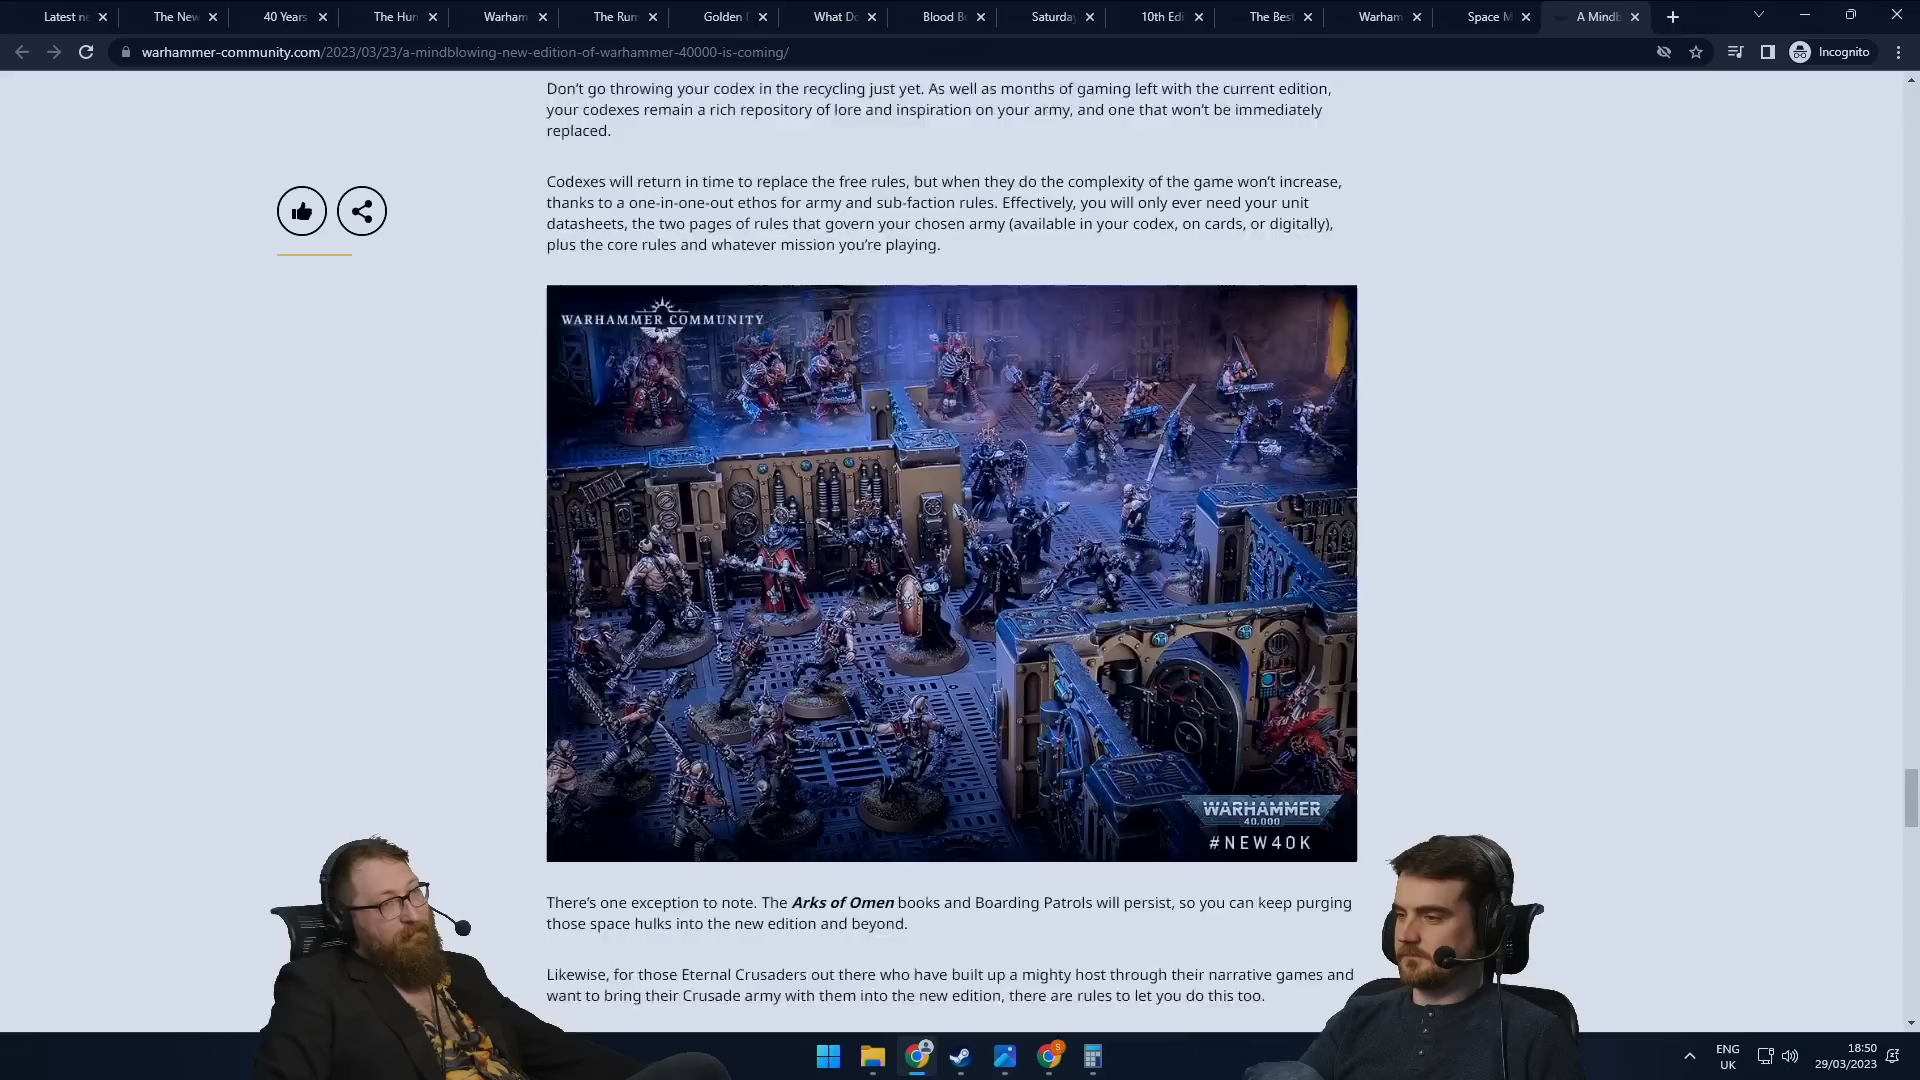 Latest n
The New
40 Years
The Hun
Warham
The Rum
Golden
What Do
Blood B
Saturday
10th Edi
The Best
Warham
Space M
A Mindb
warhammer-community.com/2023/03/23/a-mindblowing-new-edition-of-warhammer-40000-is-coming/
Incognito
Don’t go throwing your codex in the recycling just yet. As well as months of gaming left with the current edition,
your codexes remain a rich repository of lore and inspiration on your army, and one that won’t be immediately
replaced.
Codexes will return in time to replace the free rules, but when they do the complexity of the game won’t increase,
thanks to a one-in-one-out ethos for army and sub-faction rules. Effectively, you will only ever need your unit
datasheets, the two pages of rules that govern your chosen army (available in your codex, on cards, or digitally),
plus the core rules and whatever mission you’re playing.
WARHAMMER COMMUNITY
WARHAMMER
40,000
#NEW40K
There’s one exception to note. The Arks of Omen books and Boarding Patrols will persist, so you can keep purging
those space hulks into the new edition and beyond.
Likewise, for those Eternal Crusaders out there who have built up a mighty host through their narrative games and
want to bring their Crusade army with them into the new edition, there are rules to let you do this too.
S
ENG
UK
18:50
29/03/2023